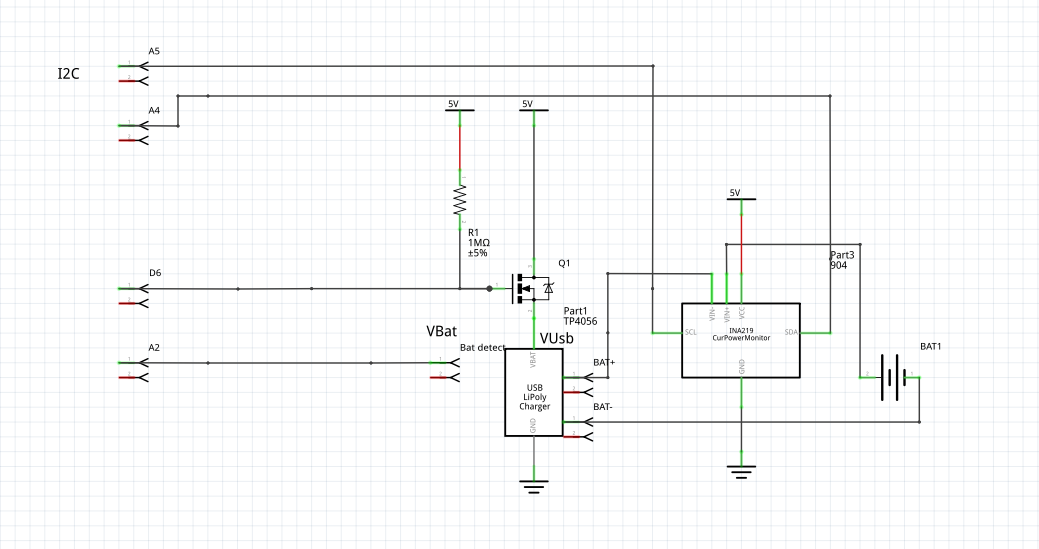 A5
I2C
A4
5V
5V
5V
R1
1MΩ
±5%
Part3
904
Q1
D6
Part1
TP4056
VIN-
VIN+
VCC
VBat
VUsb
SCL
INA219
CurPowerMonitor
SDA
A2
Bat detect
VBAT
BAT+
GND
BAT1
USB
LiPoly
Charger
BAT-
GND